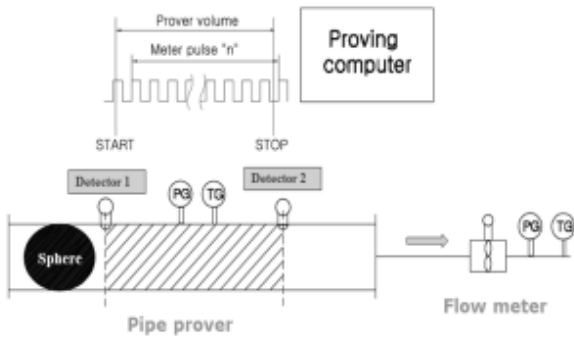 Prover volume
Meter pulse "n"
Proving
computer
START
STOP
Detector 1
Detector 2
PG
TG
Sphere
PG
TG
Pipe prover
Flow meter